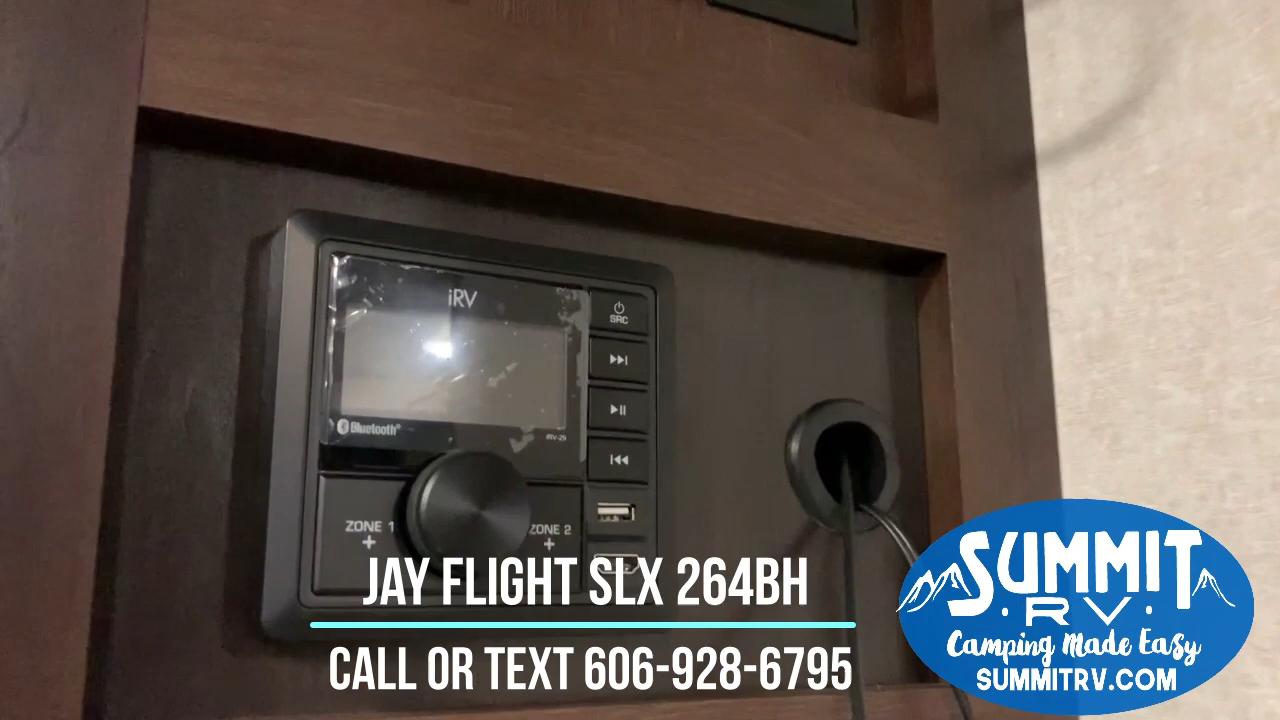 iRV
SRC
Bluetooth®
iRV-29
ZONE 1
ZONE 2
JAY FLIGHT SLX 264BH
CALL OR TEXT 606-928-6795
SUMMIT
R V
Camping Made Easy
SUMMITRV.COM